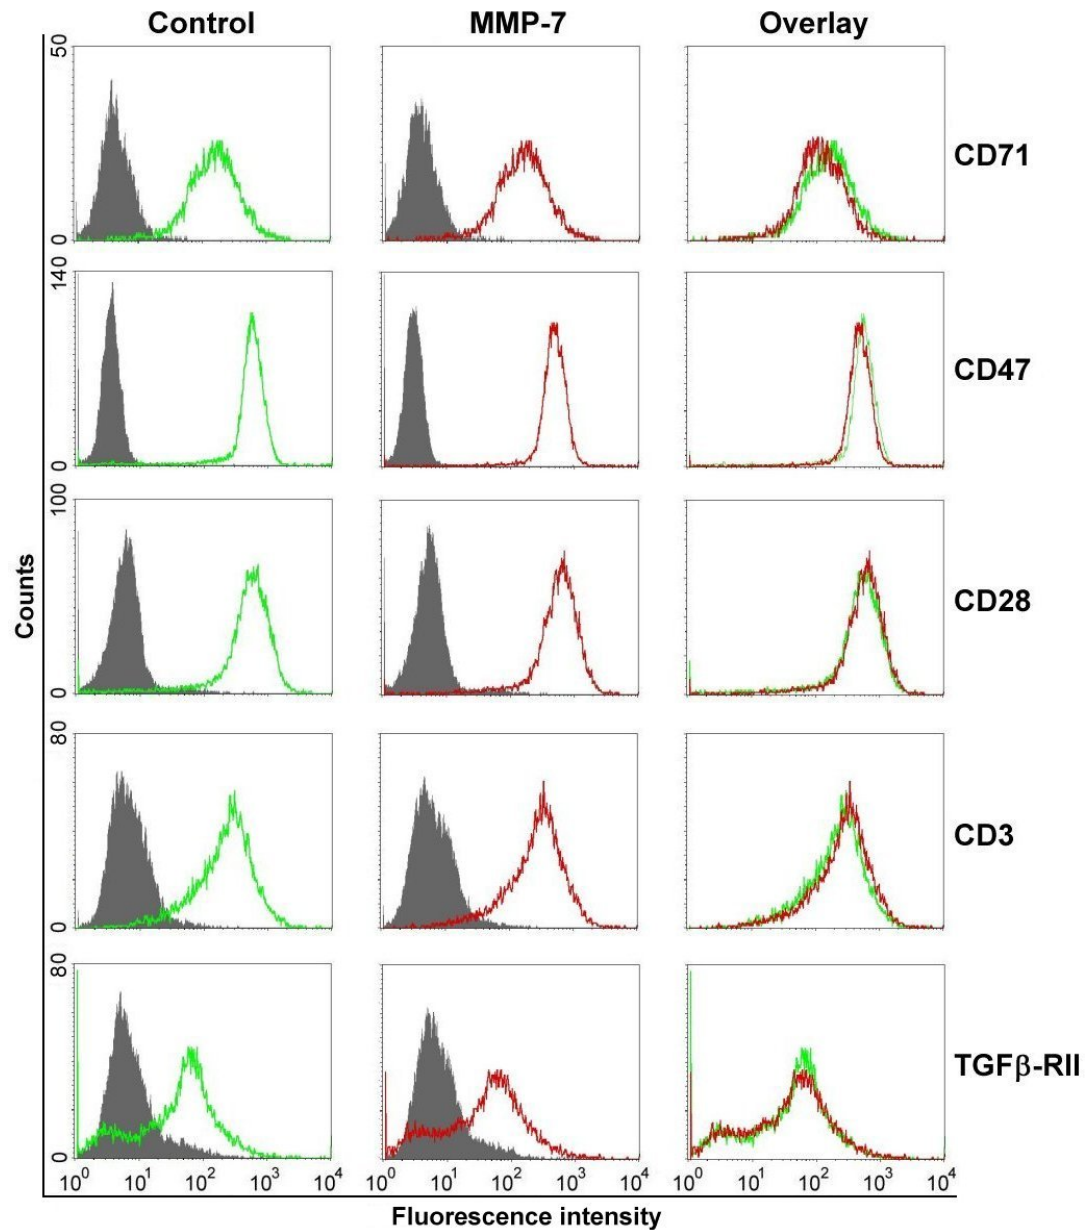 Control MMP-7 Overlay
50
0
CD71
140
0
CD47
100
0
CD28
Counts
80
0
CD3
80
0
TGFβ-RII
10⁰ 10¹ 10² 10³ 10⁴ 10⁰ 10¹ 10² 10³ 10⁴ 10⁰ 10¹ 10² 10³ 10⁴
Fluorescence intensity